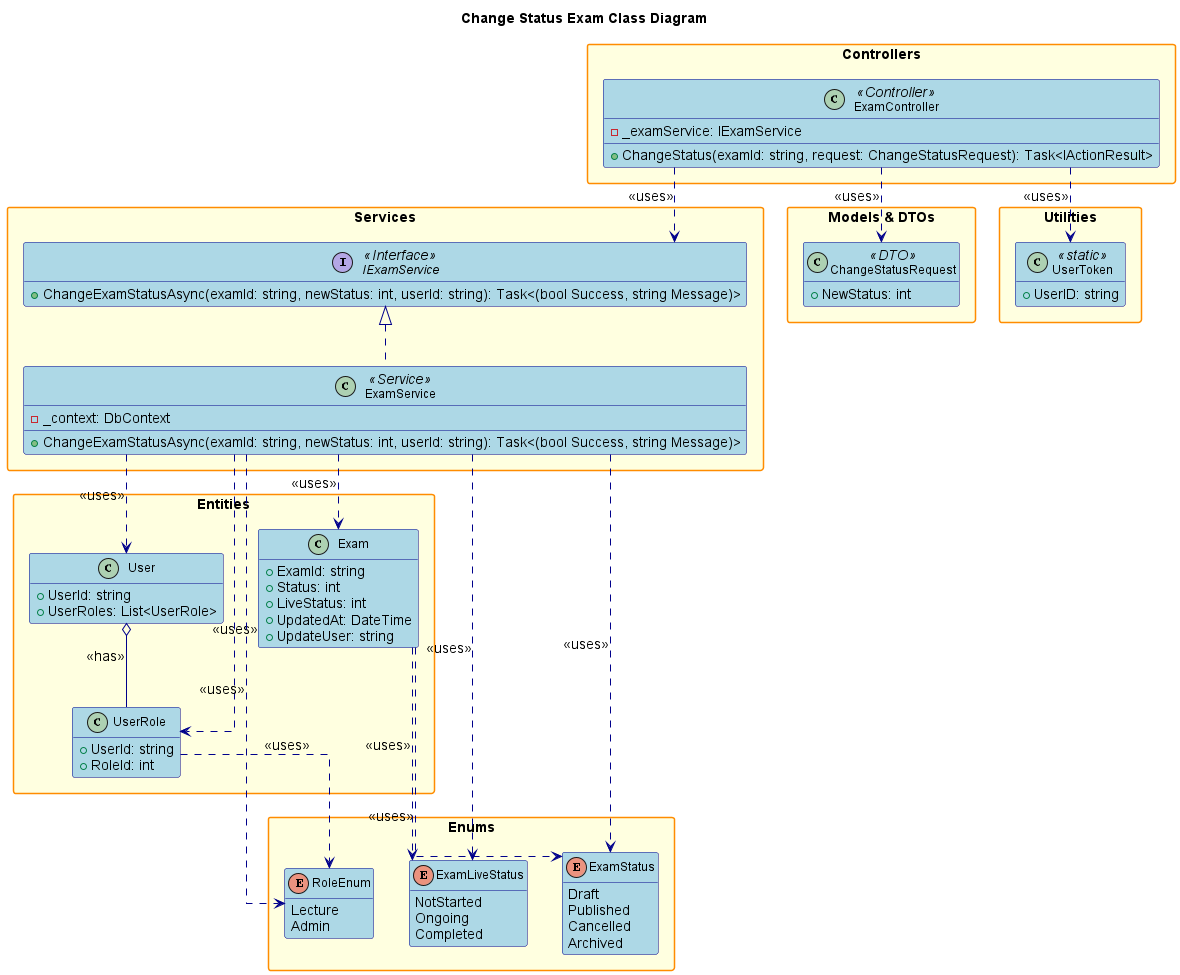 Change Status Exam Class Diagram
Controllers
C
«Controller»
ExamController
_examService: IExamService
ChangeStatus(examId: string, request: ChangeStatusRequest): Task<IActionResult>
«uses»
«uses»
«uses»
Services
I
«Interface»
IExamService
ChangeExamStatusAsync(examId: string, newStatus: int, userId: string): Task<(bool Success, string Message)>
Models & DTOs
C
«DTO»
ChangeStatusRequest
NewStatus: int
Utilities
C
«static»
UserToken
UserID: string
C
«Service»
ExamService
_context: DbContext
ChangeExamStatusAsync(examId: string, newStatus: int, userId: string): Task<(bool Success, string Message)>
«uses»
«uses»
Entities
C
User
UserId: string
UserRoles: List<UserRole>
C
Exam
ExamId: string
Status: int
LiveStatus: int
UpdatedAt: DateTime
UpdateUser: string
«uses»
«uses»
«uses»
«has»
«uses»
C
UserRole
UserId: string
RoleId: int
«uses»
«uses»
«uses»
Enums
E
RoleEnum
Lecture
Admin
E
ExamLiveStatus
NotStarted
Ongoing
Completed
E
ExamStatus
Draft
Published
Cancelled
Archived